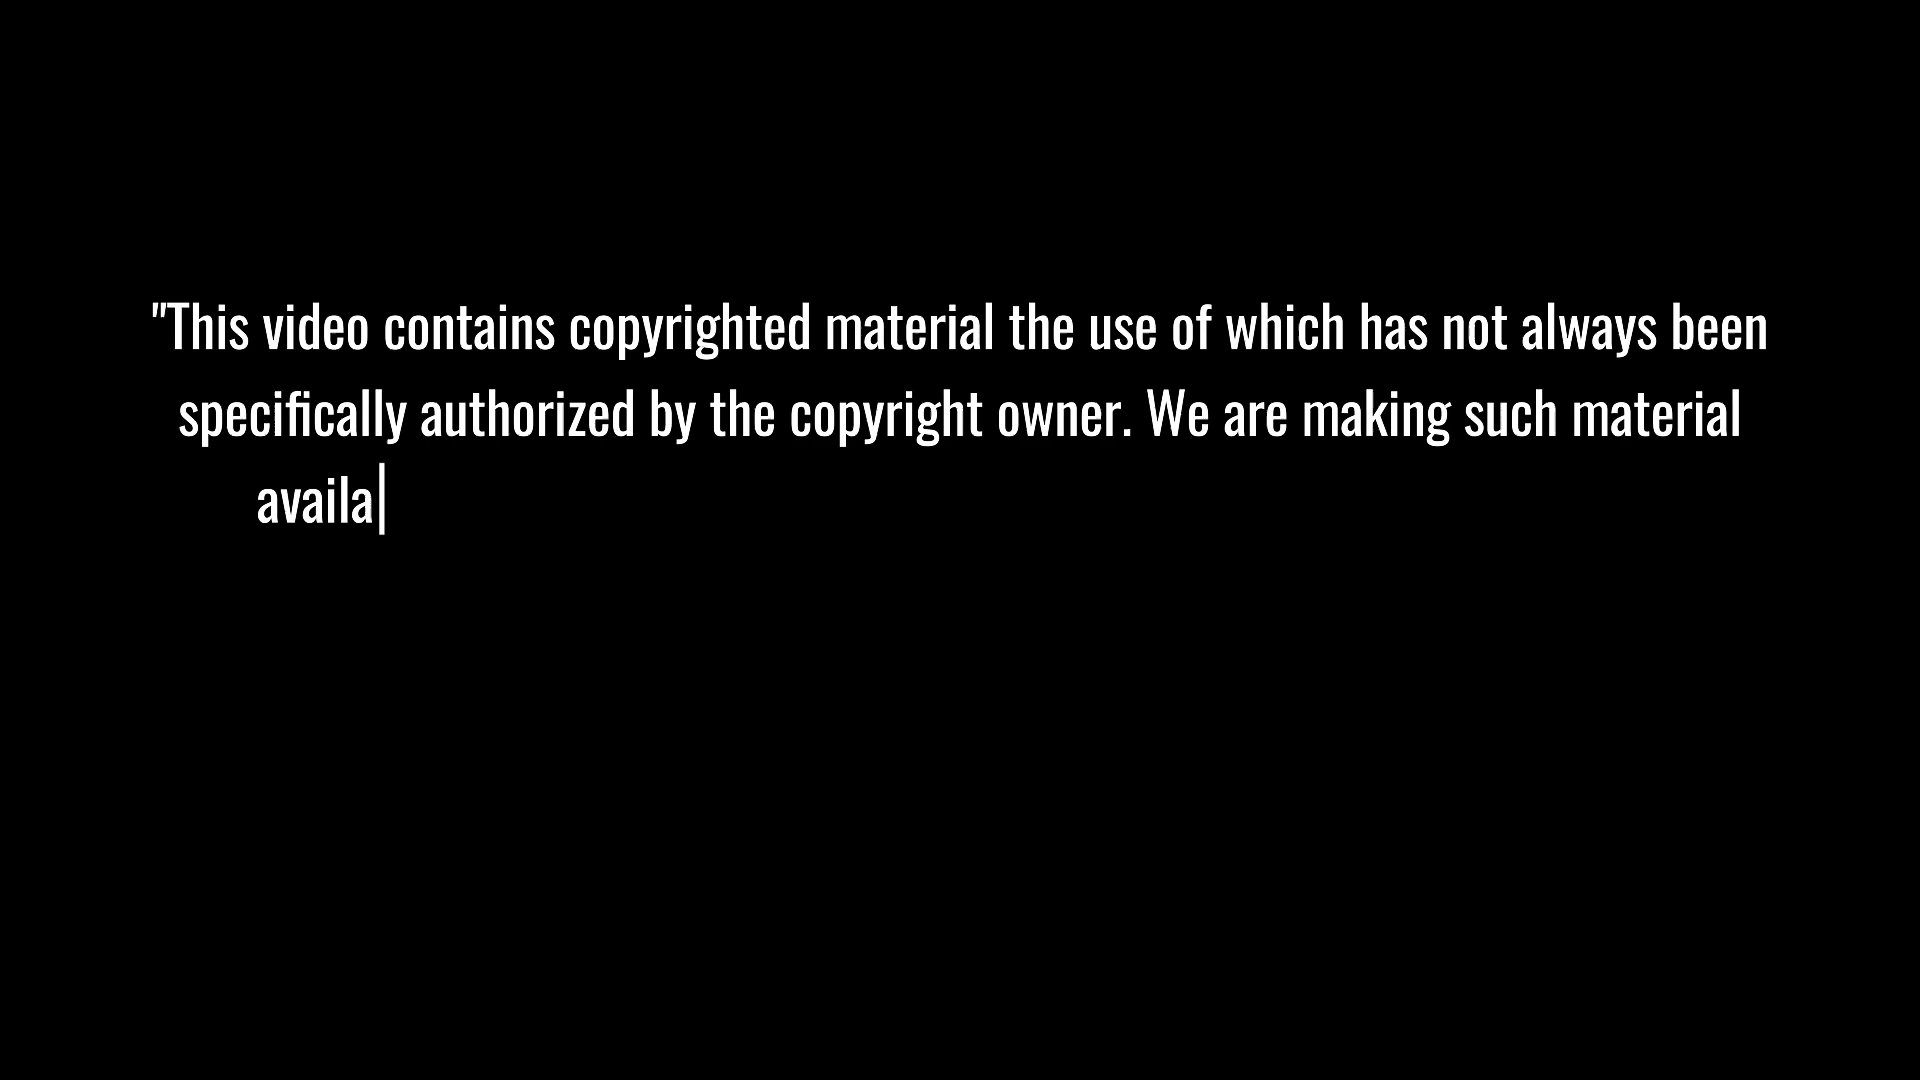 "This video contains copyrighted material the use of which has not always been
specifically authorized by the copyright owner. We are making such material
availa